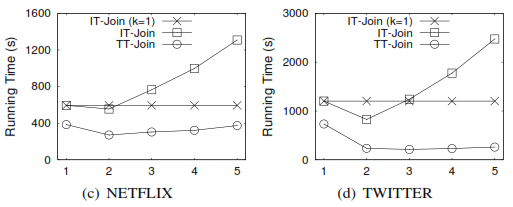 Running Time (s)
1600
1200
800
400
0
IT-Join (k=1)
IT-Join
TT-Join
1 2 3 4 5
(c) NETFLIX
Running Time (s)
3000
2000
1000
0
IT-Join (k=1)
IT-Join
TT-Join
1 2 3 4 5
(d) TWITTER